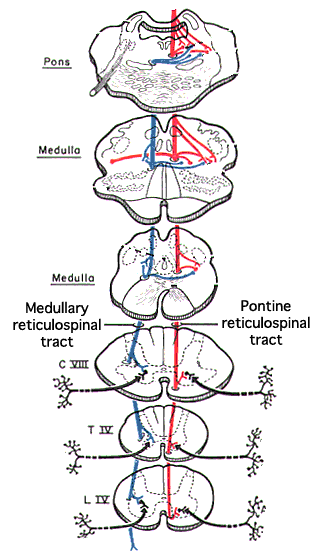 Pons
Medulla
Medulla
Medullary
reticulospinal
tract
Pontine
reticulospinal
tract
C VIII
T IV
L IV